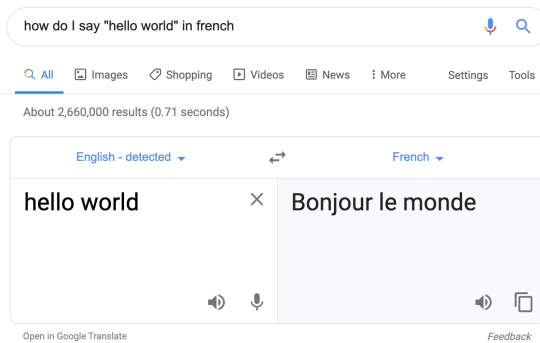 how do I say "hello world" in french
All Images Shopping Videos News More Settings Tools
About 2,660,000 results (0.71 seconds)
English - detected French
hello world Bonjour le monde
Open in Google Translate Feedback